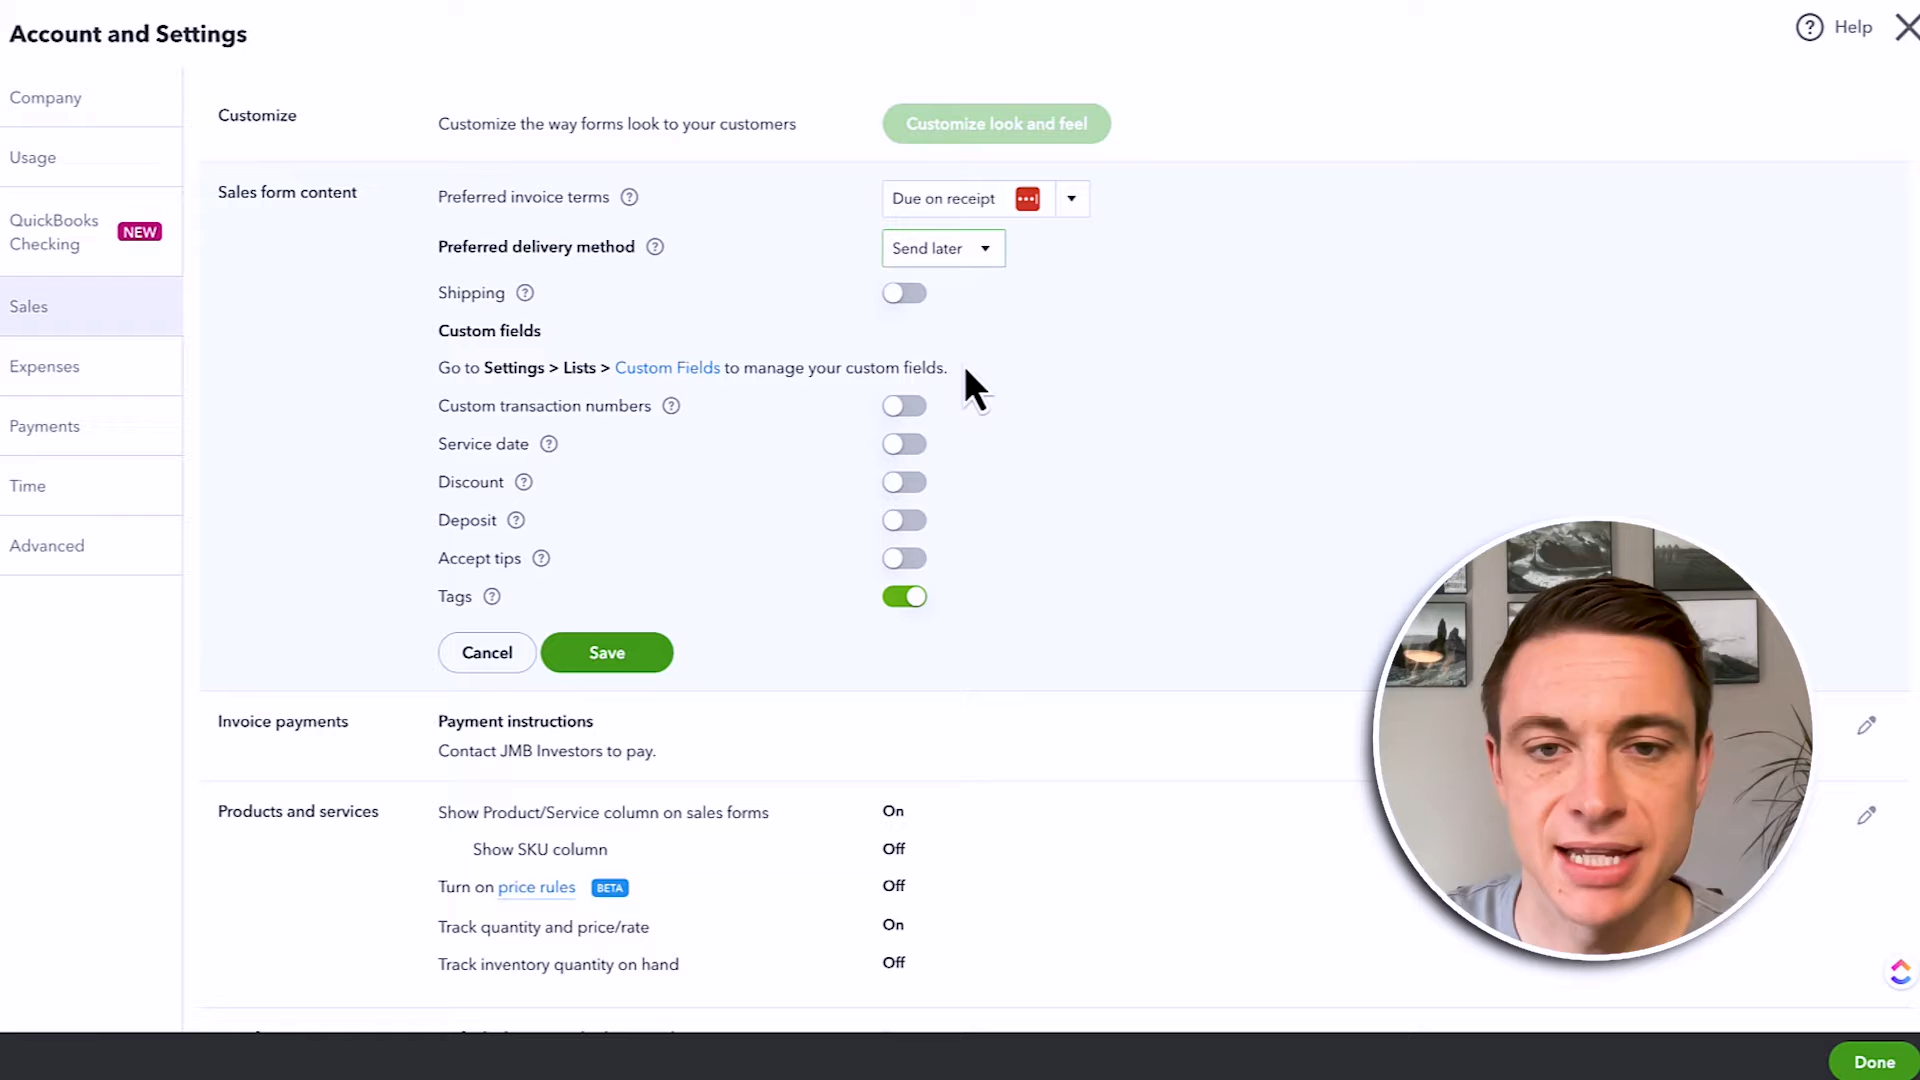 Account and Settings
Help
Company
Usage
QuickBooks
Checking
NEW
Sales
Expenses
Payments
Time
Advanced
Customize
Customize the way forms look to your customers
Customize look and feel
Sales form content
Preferred invoice terms
Due on receipt
Preferred delivery method
Send later
Shipping
Custom fields
Go to Settings > Lists > Custom Fields to manage your custom fields.
Custom transaction numbers
Service date
Discount
Deposit
Accept tips
Tags
Cancel
Save
Invoice payments
Payment instructions
Contact JMB Investors to pay.
Products and services
Show Product/Service column on sales forms
On
Show SKU column
Off
Turn on price rules
BETA
Off
Track quantity and price/rate
On
Track inventory quantity on hand
Off
Done